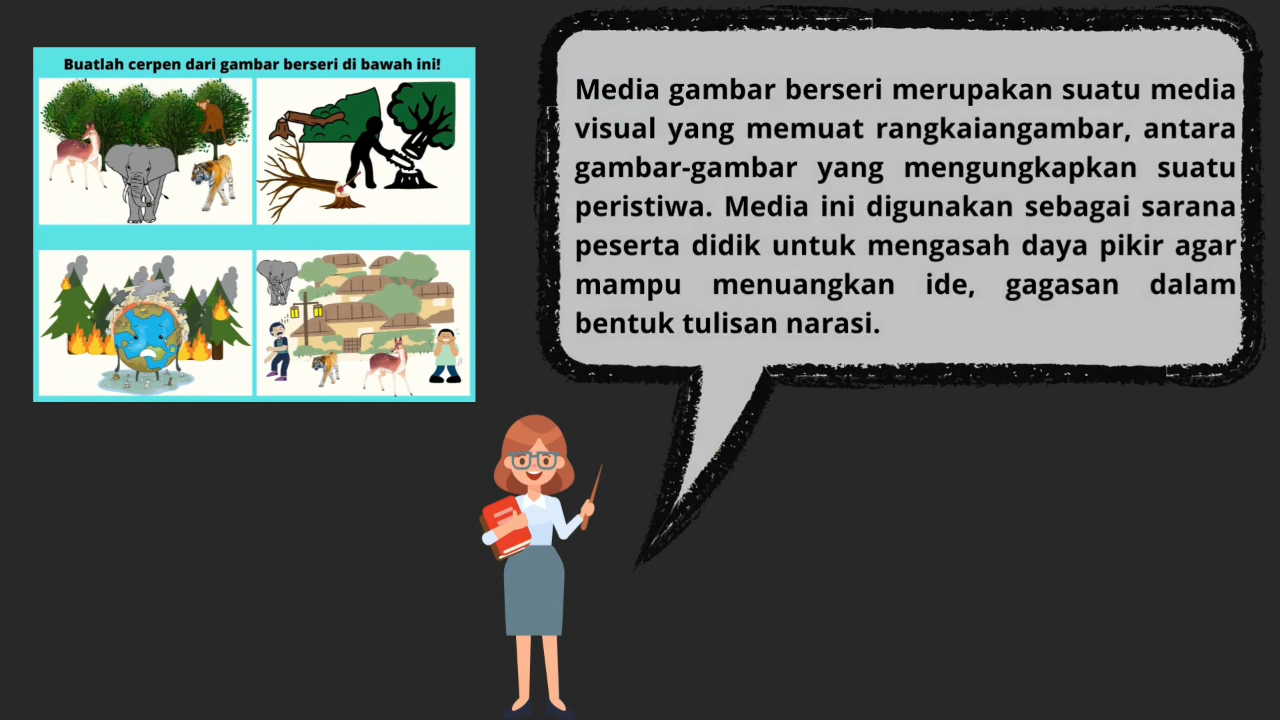 Buatlah cerpen dari gambar berseri di bawah ini!
Media gambar berseri merupakan suatu media
visual yang memuat rangkaiangambar, antara
gambar-gambar yang mengungkapkan suatu
peristiwa. Media ini digunakan sebagai sarana
peserta didik untuk mengasah daya pikir agar
mampu menuangkan ide, gagasan dalam
bentuk tulisan narasi.